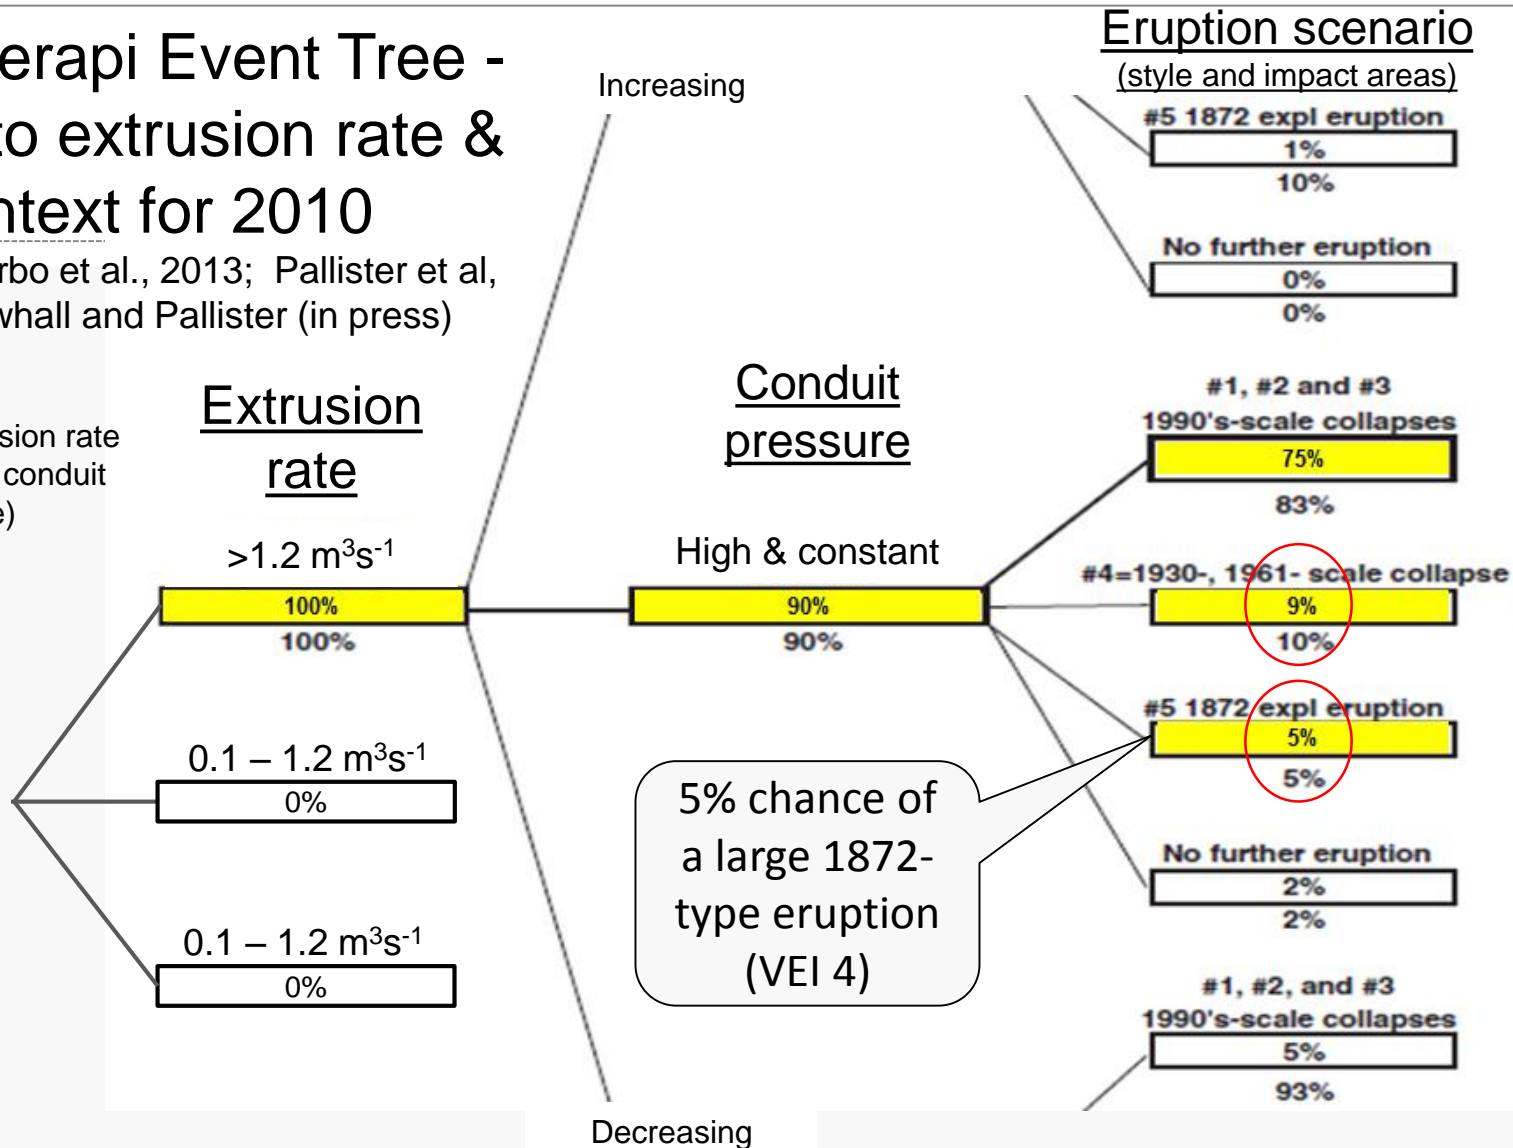 erapi Event Tree -
to extrusion rate &
ntext for 2010
rbo et al., 2013; Pallister et al,
whall and Pallister (in press)
sion rate
conduit
e)
Extrusion
rate
>1.2 m³s⁻¹
100%
100%
0.1 – 1.2 m³s⁻¹
0%
0.1 – 1.2 m³s⁻¹
0%
Increasing
Conduit
pressure
High & constant
90%
90%
5% chance of
a large 1872-
type eruption
(VEI 4)
Decreasing
Eruption scenario
(style and impact areas)
#5 1872 expl eruption
1%
10%
No further eruption
0%
0%
#1, #2 and #3
1990's-scale collapses
75%
83%
#4=1930-, 1961- scale collapse
9%
10%
#5 1872 expl eruption
5%
5%
No further eruption
2%
2%
#1, #2, and #3
1990's-scale collapses
5%
93%